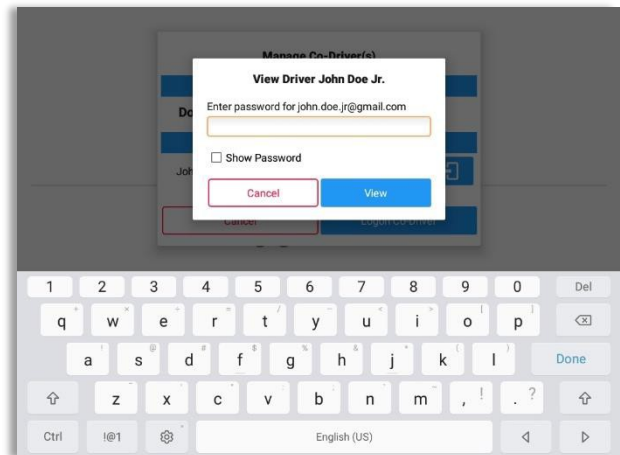 Manage Co-Driver(s)
View Driver John Doe Jr.
Do
Enter password for john.doe.jr@gmail.com
Show Password
Joh
Cancel View
Cancel Logon Co-Driver
1 2 3 4 5 6 7 8 9 0 Del
q w e r t y u i o p
a s d f g h j k l Done
z x c v b n m , ! . ?
Ctrl !@1 English (US)